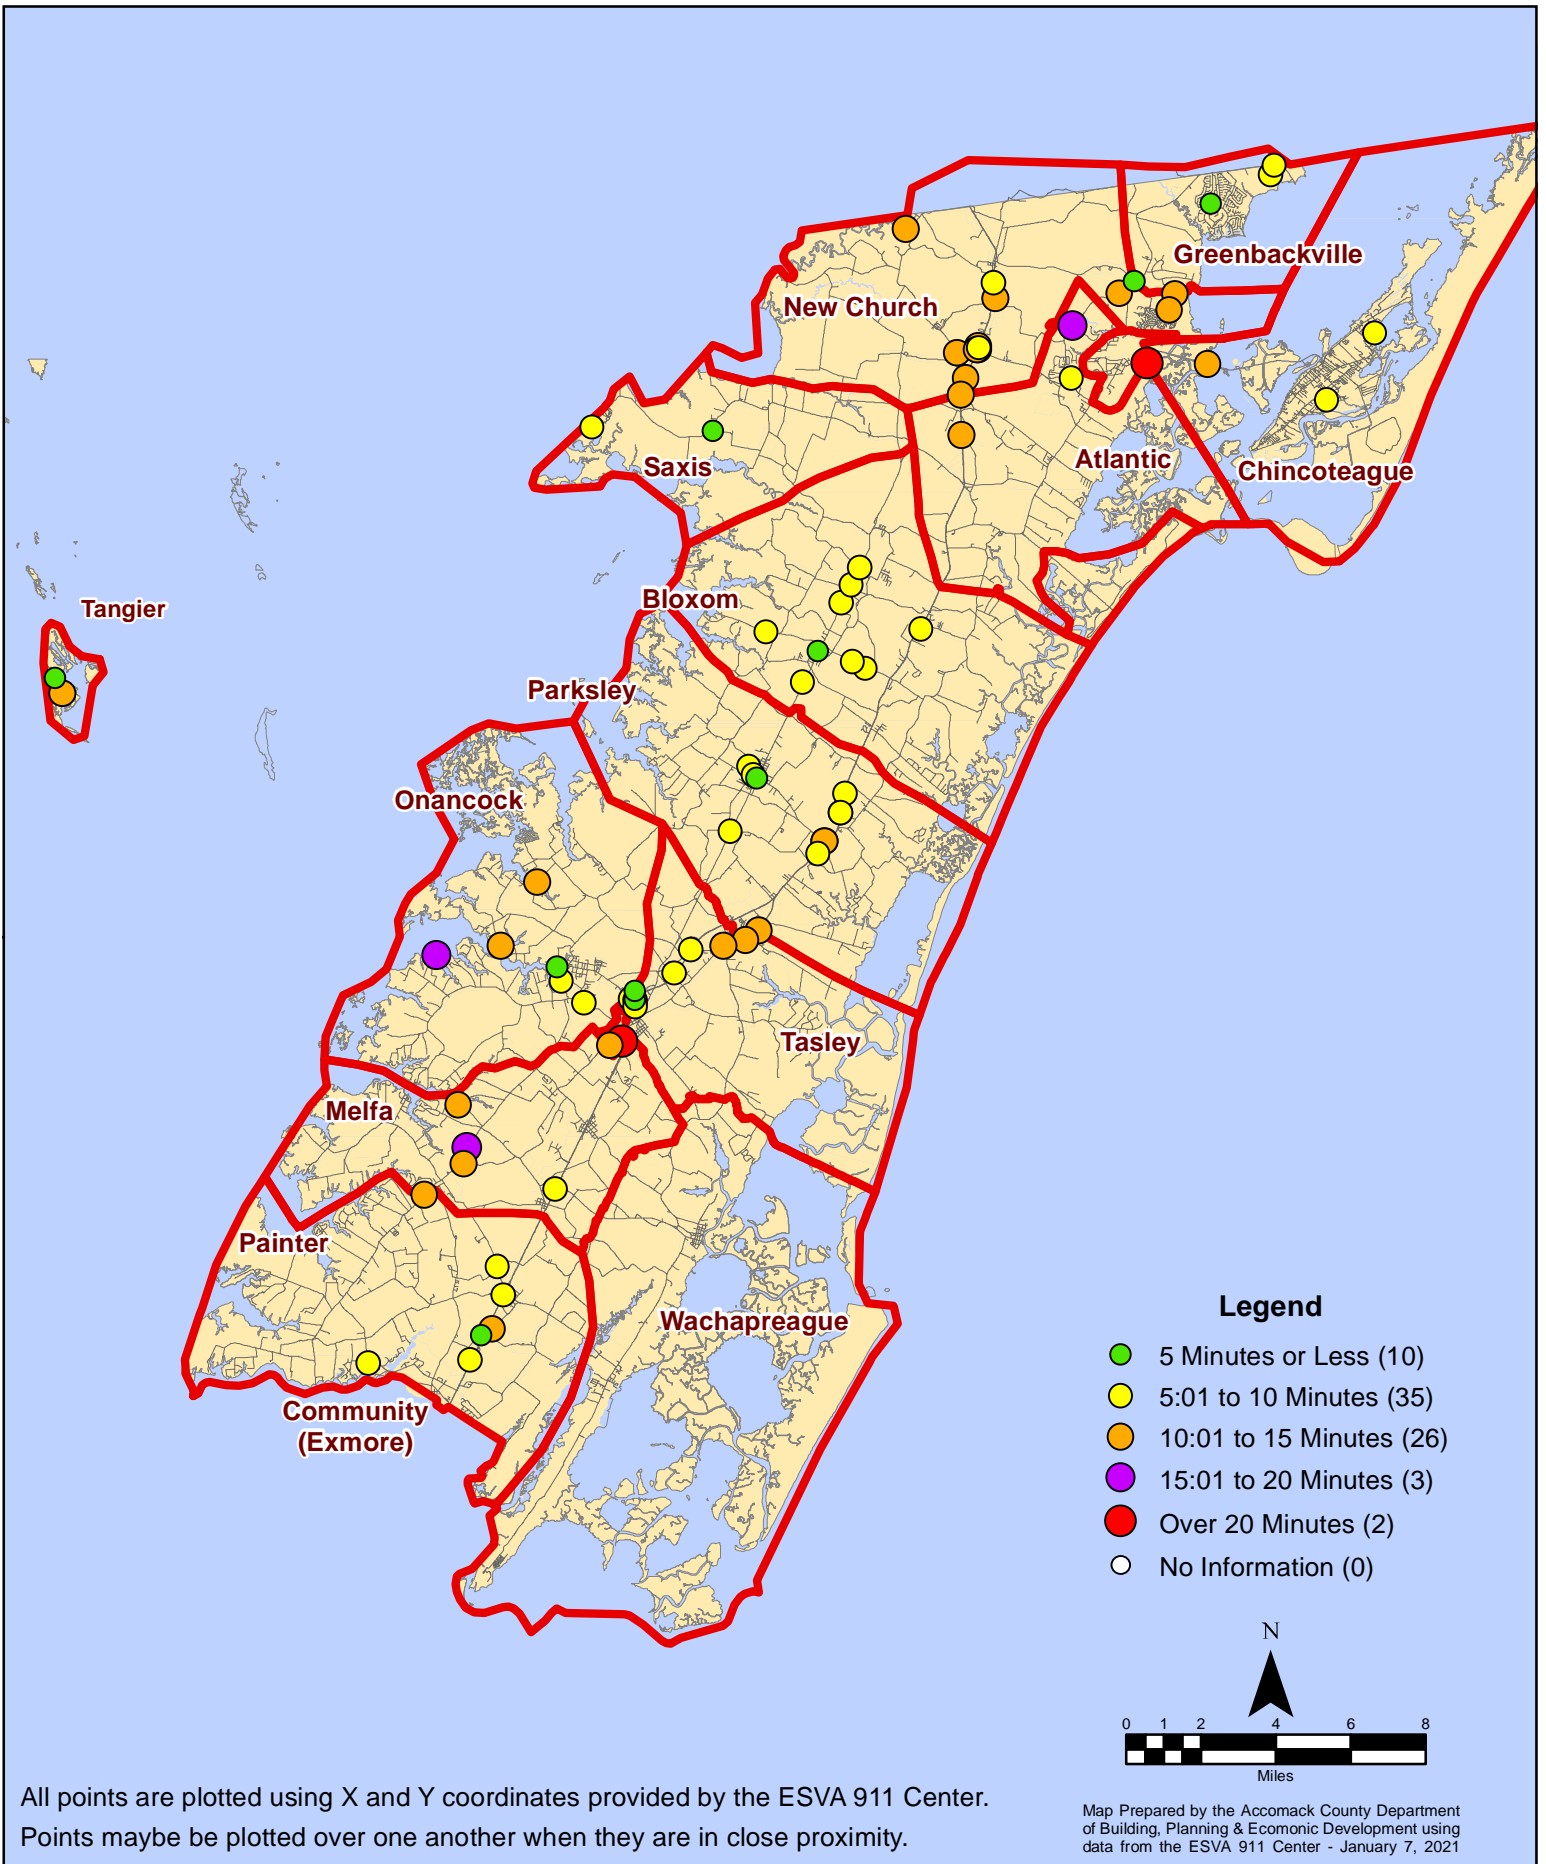 Greenbackville
New Church
Atlantic
Saxis
Chincoteague
Bloxom
Tangier
Parksley
Onancock
Tasley
Melfa
Painter
Wachapreague
Community
(Exmore)
Legend
5 Minutes or Less (10)
5:01 to 10 Minutes (35)
10:01 to 15 Minutes (26)
15:01 to 20 Minutes (3)
Over 20 Minutes (2)
No Information (0)
N
0 1 2 4 6 8
Miles
All points are plotted using X and Y coordinates provided by the ESVA 911 Center.
Points maybe be plotted over one another when they are in close proximity.
Map Prepared by the Accomack County Department
of Building, Planning & Ecomonic Development using
data from the ESVA 911 Center - January 7, 2021